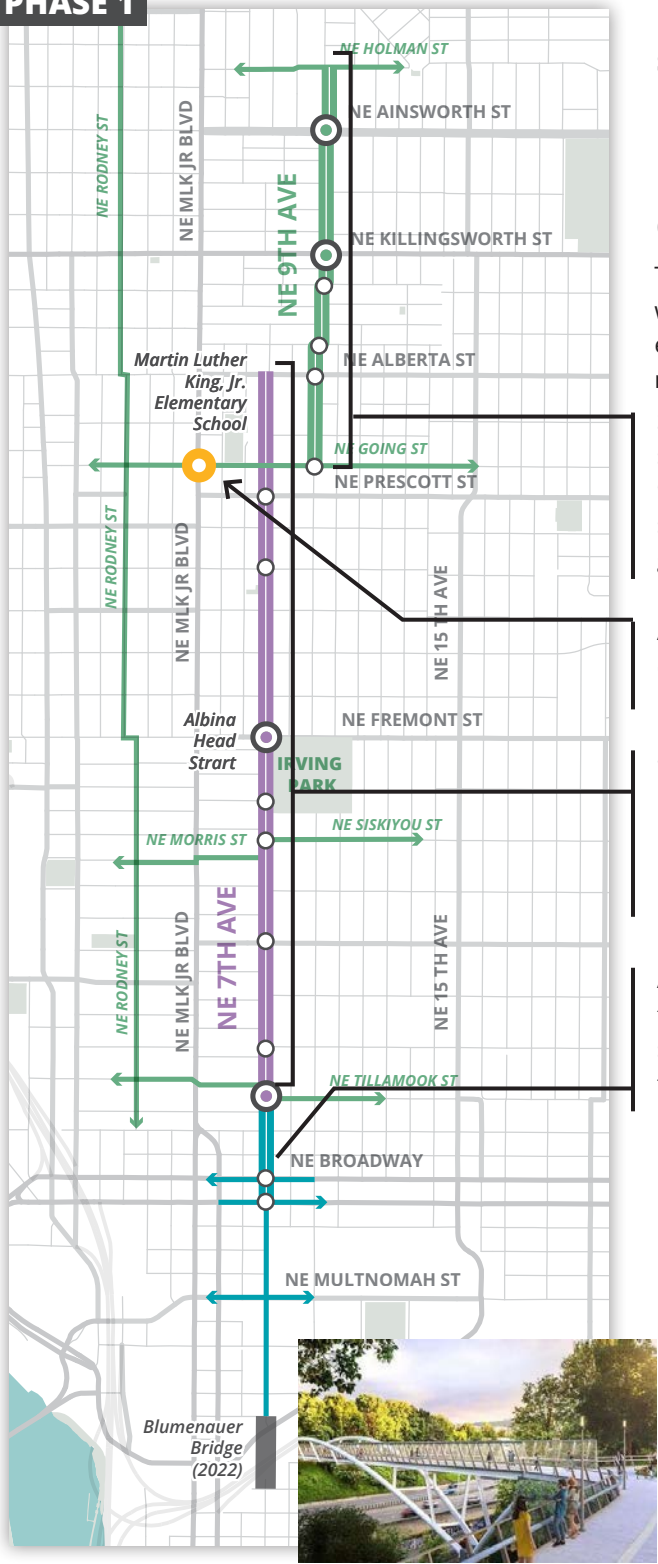 PHASE 1
NE HOLMAN ST
NE AINSWORTH ST
NE RODNEY ST
NE MLK JR BLVD
NE 9TH AVE
NE KILLINGSWORTH ST
Martin Luther
King, Jr.
Elementary
School
NE ALBERTA ST
NE GOING ST
NE PRESCOTT ST
NE RODNEY ST
NE MLK JR BLVD
NE 15 TH AVE
Albina
Head
Strart
NE FREMONT ST
IRVING
PARK
NE MORRIS ST
NE SISKIYOU ST
NE RODNEY ST
NE MLK JR BLVD
NE 7TH AVE
NE 15 TH AVE
NE TILLAMOOK ST
NE BROADWAY
NE MULTNOMAH ST
Blumenauer
Bridge
(2022)